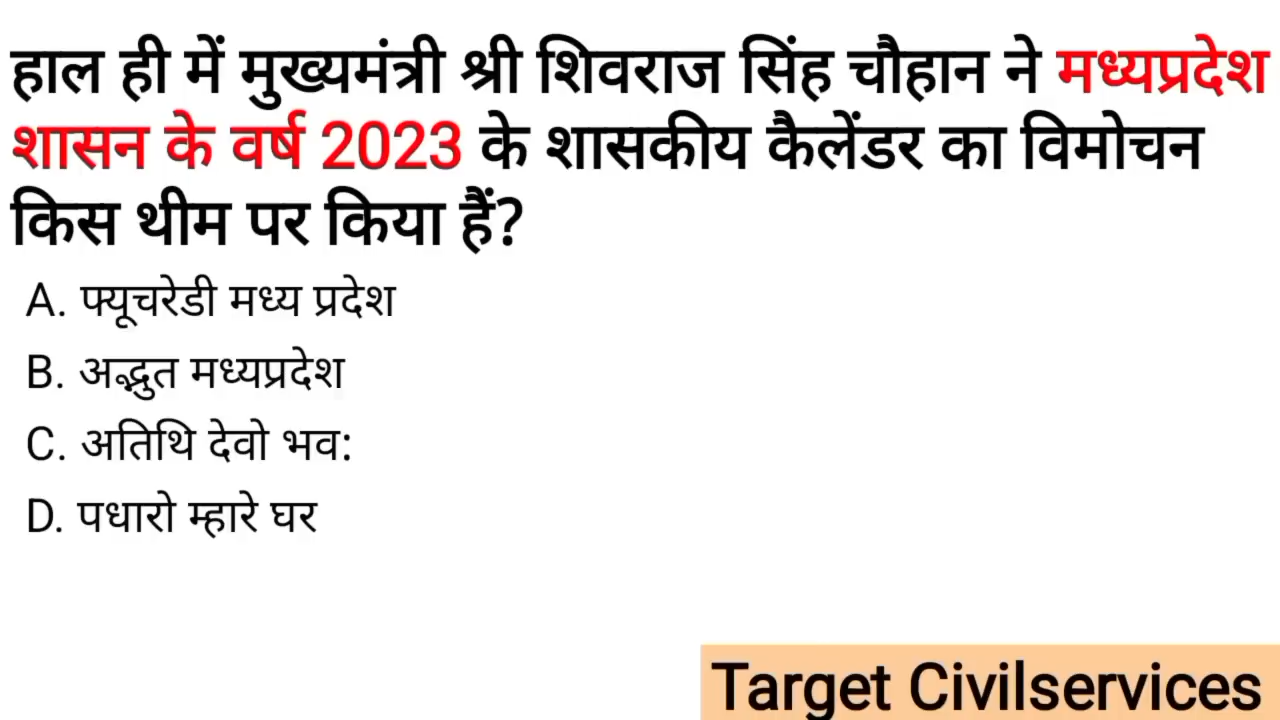 हाल ही में मुख्यमंत्री श्री शिवराज सिंह चौहान ने मध्यप्रदेश
शासन के वर्ष 2023 के शासकीय कैलेंडर का विमोचन
किस थीम पर किया हैं?
A. फ्यूचरेडी मध्य प्रदेश
B. अद्भुत मध्यप्रदेश
C. अतिथि देवो भव:
D. पधारो म्हारे घर
Target Civilservices